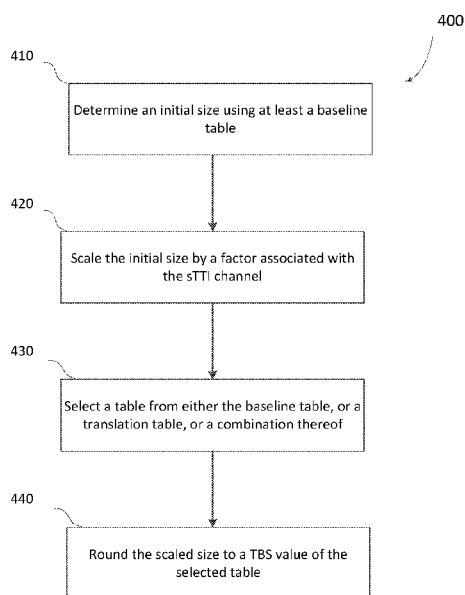 400
410
Determine an initial size using at least a baseline
table
420
Scale the initial size by a factor associated with
the sTTI channel
430
Select a table from either the baseline table, or a
translation table, or a combination thereof
440
Round the scaled size to a TBS value of the
selected table